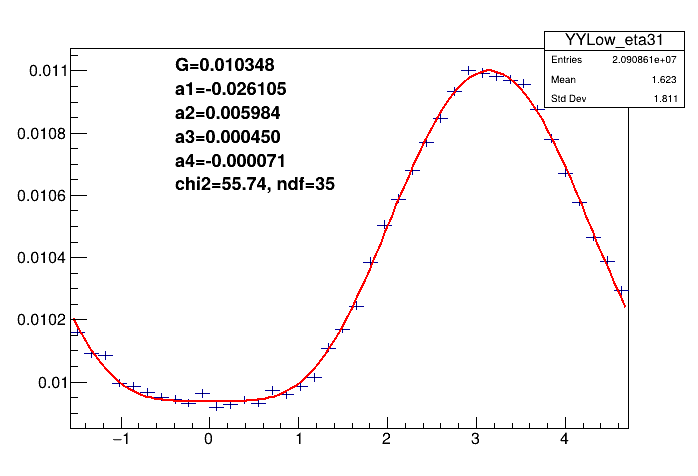 YYLow_eta31
Entries 2.090861e+07
Mean 1.623
Std Dev 1.811
G=0.010348
a1=-0.026105
a2=0.005984
a3=0.000450
a4=-0.000071
chi2=55.74, ndf=35
0.011
0.0108
0.0106
0.0104
0.0102
0.01
−1 0 1 2 3 4